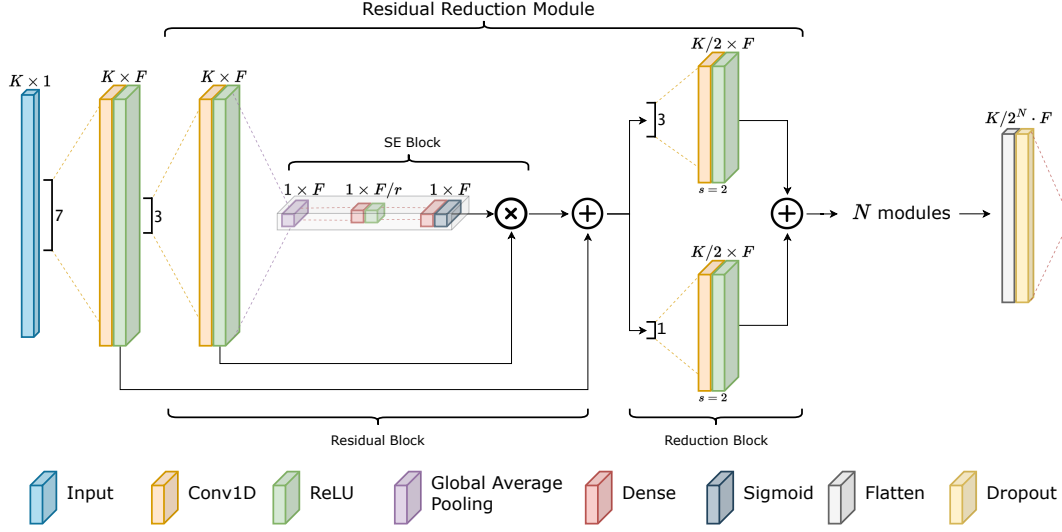 Residual Reduction Module
K × 1
K × F
K × F
K/2 × F
7
3
SE Block
1 × F
1 × F/r
1 × F
3
s = 2
K/2 × F
1
s = 2
N modules
K/2^N · F
Residual Block
Reduction Block
Input
Conv1D
ReLU
Global Average
Pooling
Dense
Sigmoid
Flatten
Dropout